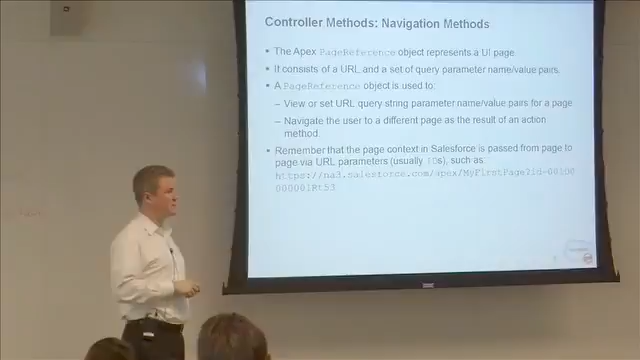 Controller Methods: Navigation Methods
The Apex PageReference object represents a UI page
It consists of a URL and a set of query parameter name/value pairs.
A PageReference object is used to:
– View or set URL query string parameter name/value pairs for a page
– Navigate the user to a different page as the result of an action
method
Remember that the page context in Salesforce is passed from page to
page via URL parameters (usually IDs), such as:
https://na3.salesforce.com/apex/MyFirstPage?id=00100
000001Rt53